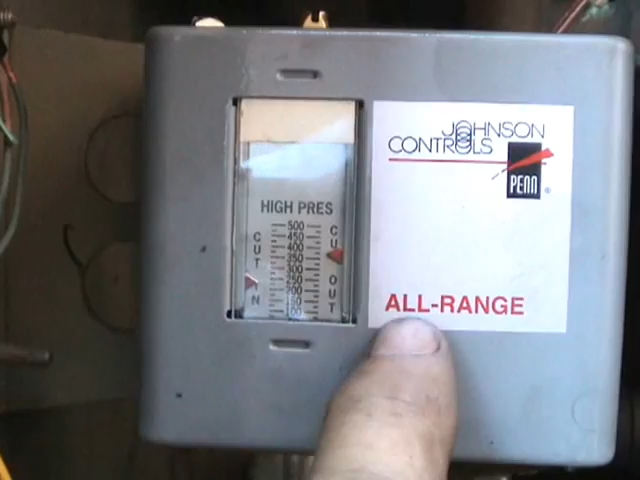 JOHNSON
CONTROLS
PENN
®
HIGH PRES
CUT IN
CUT OUT
500
450
400
350
300
250
200
150
ALL-RANGE